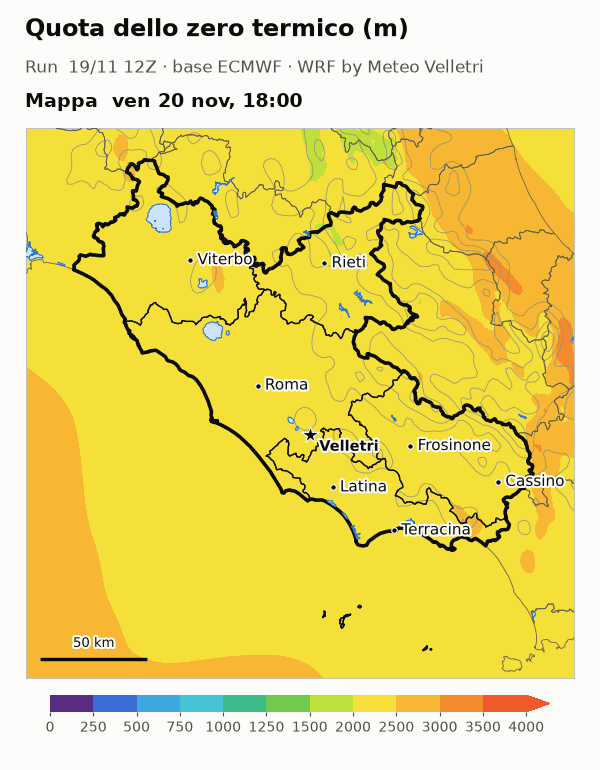 Quota dello zero termico (m)
Run  19/11 12Z · base ECMWF · WRF by Meteo Velletri
Mappa  ven 20 nov, 18:00
Viterbo
Rieti
Roma
Velletri
Frosinone
Latina
Cassino
Terracina
50 km
0 250 500 750 1000 1250 1500 2000 2500 3000 3500 4000